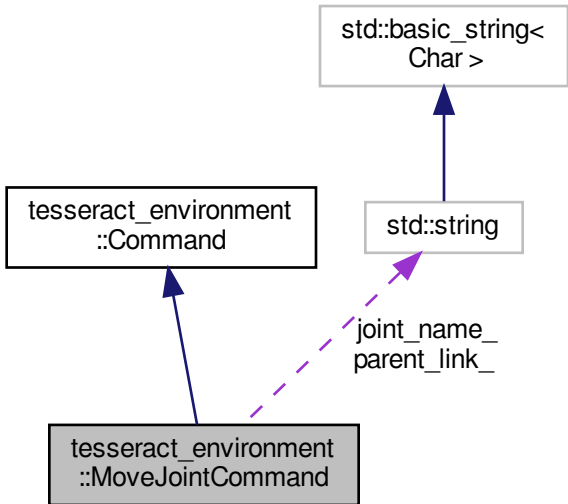 std::basic_string<
Char >
tesseract_environment
::Command
std::string
joint_name_
parent_link_
tesseract_environment
::MoveJointCommand